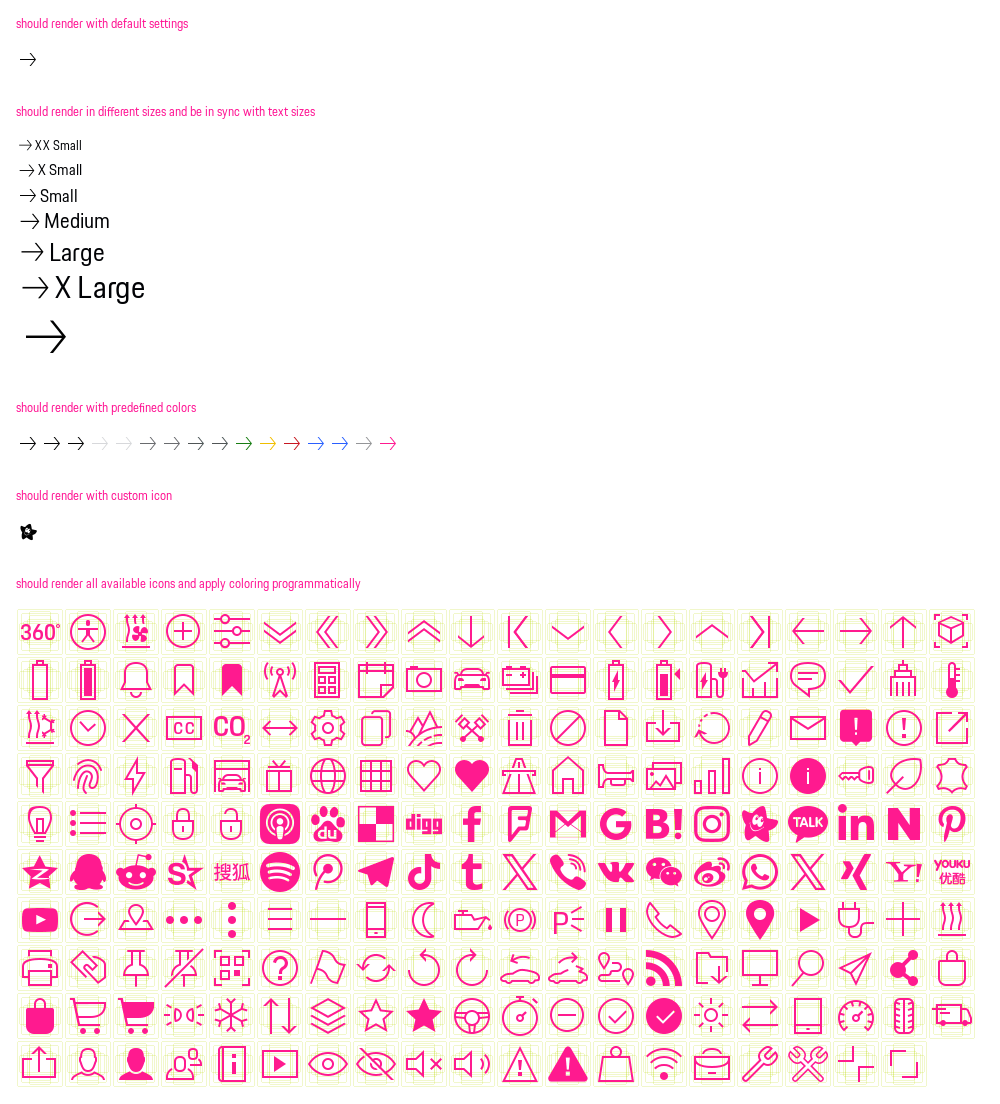 should render with default settings
should render in different sizes and be in sync with text sizes
XX Small
X Small
Small
Medium
Large
X Large
should render with predefined colors
should render with custom icon
should render all available icons and apply coloring programmatically
360°
CC CO2
du digg f G B! TALK in N
搜狐 t Y! YOUKU 优酷
P P